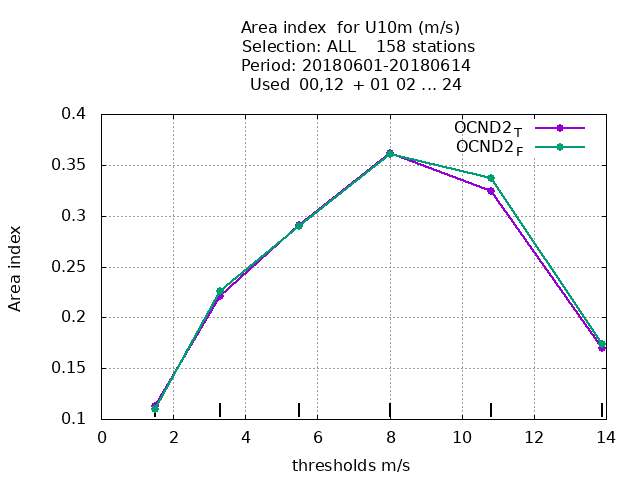 Area index  for U10m (m/s)
Selection: ALL    158 stations
Period: 20180601-20180614
Used  00,12  + 01 02 ... 24
OCND2_T
OCND2_F
0.4
0.35
0.3
0.25
0.2
0.15
0.1
Area index
0 2 4 6 8 10 12 14
thresholds m/s